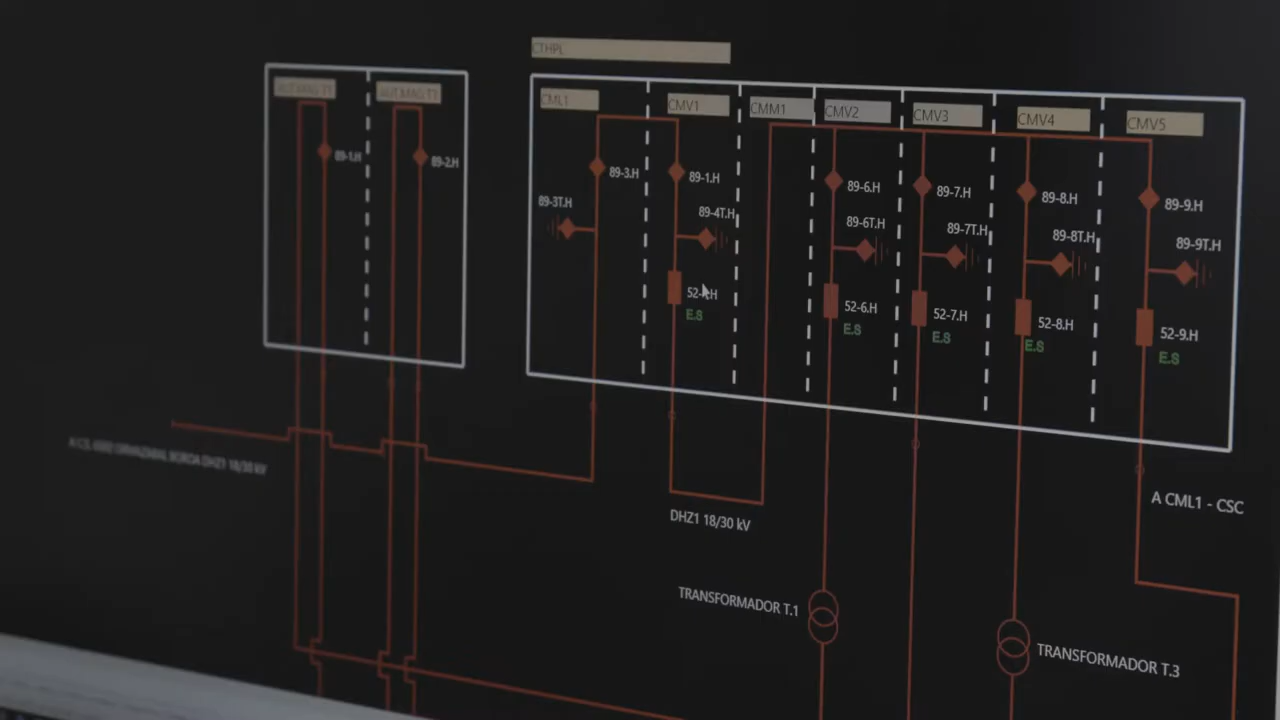 CTHPL
CML1
CMV1
CMM1
CMV2
CMV3
CMV4
CMV5
89-1.H
89-2.H
89-3.H
89-1.H
89-6.H
89-7.H
89-8.H
89-9.H
89-3T.H
89-4T.H
89-6T.H
89-7T.H
89-8T.H
89-9T.H
E.S
52-6.H
E.S
52-7.H
E.S
52-8.H
E.S
52-9.H
E.S
DHZ1 18/30 kV
A CML1 - CSC
TRANSFORMADOR T.1
TRANSFORMADOR T.3